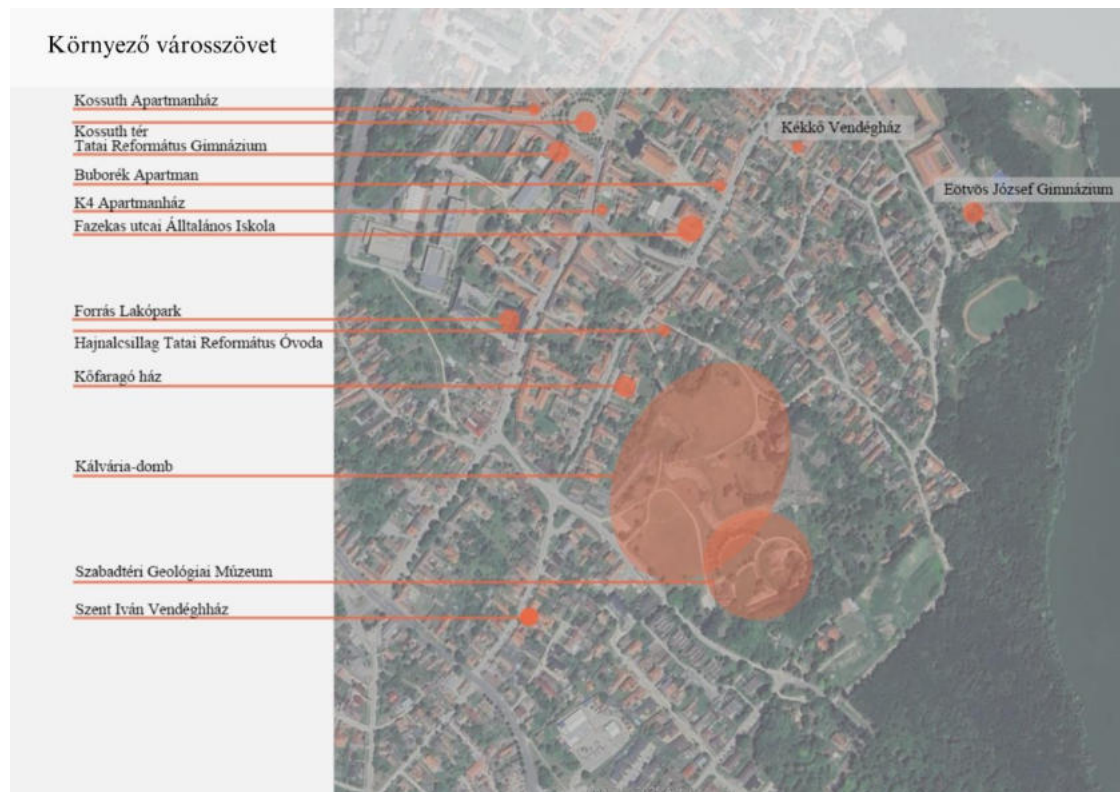 Környező városszövet
Kossuth Apartmanház
Kossuth tér
Tatai Református Gimnázium
Buborék Apartman
K4 Apartmanház
Fazekas utcai Álltalános Iskola
Forrás Lakópark
Hajnalcsillag Tatai Református Óvoda
Kőfaragó ház
Kálvária-domb
Szabadtéri Geológiai Múzeum
Szent Iván Vendéghház
Kékkő Vendégház
Eötvös József Gimnázium